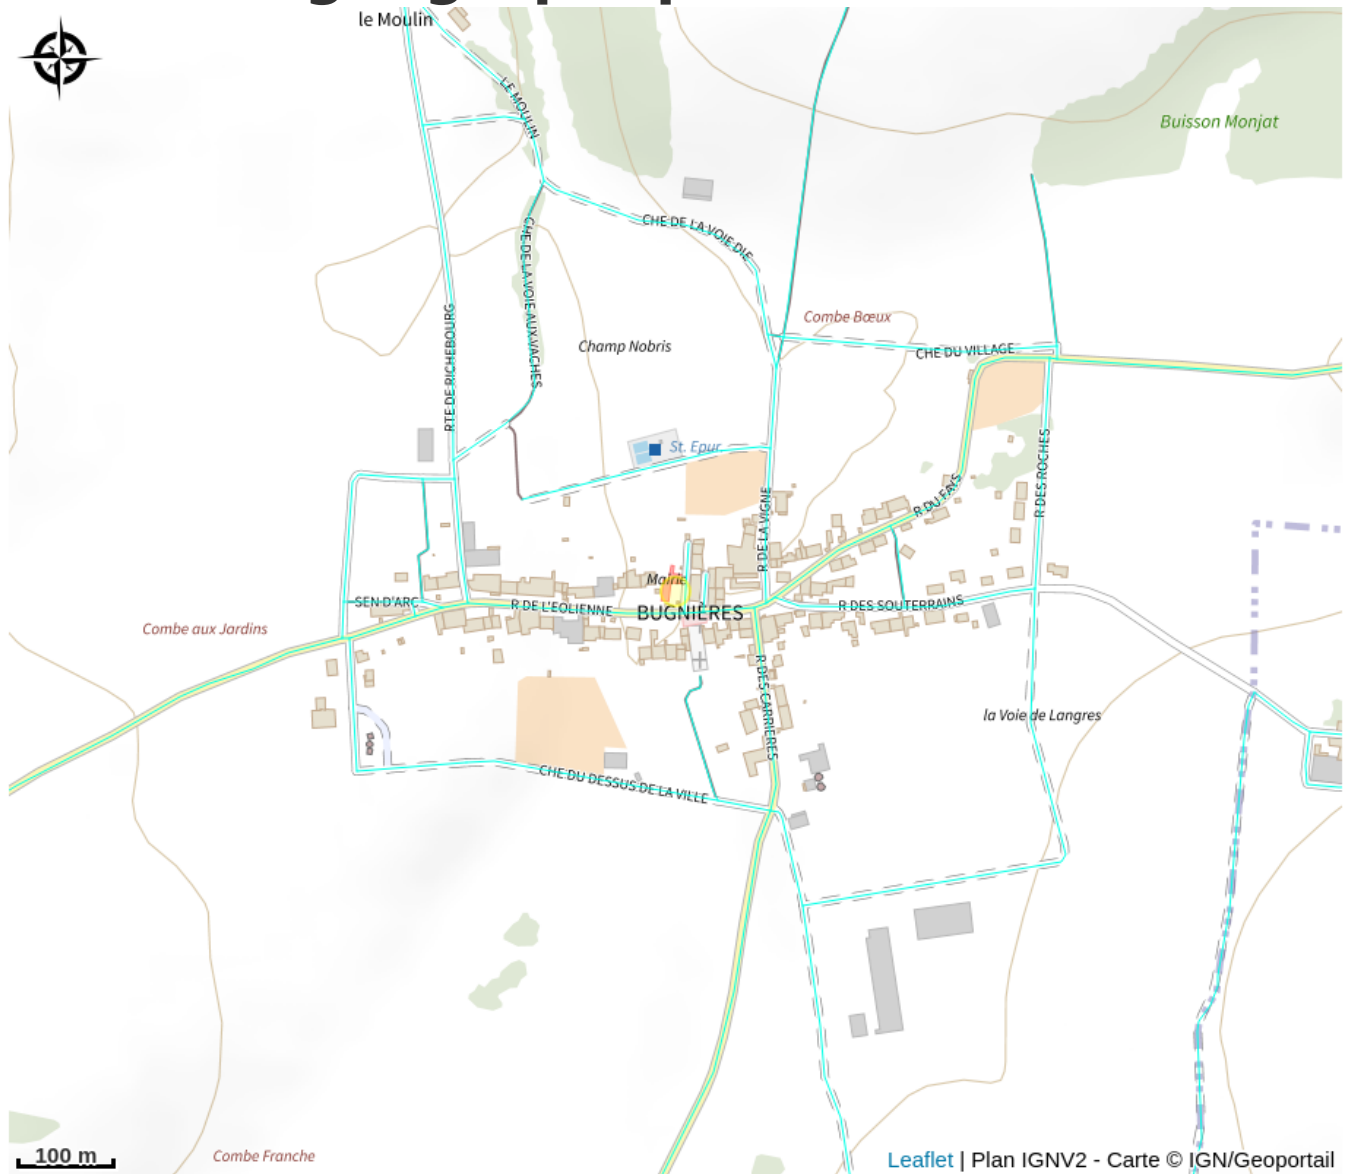 le Moulin
LE MOULIN
Buisson Monjat
CHE DE LA VOIE DIE
CHE DE LA VOIE AUX VACHES
Combe Bœux
RTE DE RICHEBOURG
Champ Nobris
CHE DU VILLAGE
St. Epur.
R DES ROCHES
R DU FAYS
R DE LA VIGNE
Mairie
SEN D'ARC
R DE L'EOLIENNE
BUGNIÈRES
R DES SOUTERRAINS
Combe aux Jardins
R DES CARRIERES
la Voie de Langres
CHE DU DESSUS DE LA VILLE
100 m
Combe Franche
Leaflet | Plan IGNV2 - Carte © IGN/Geoportail